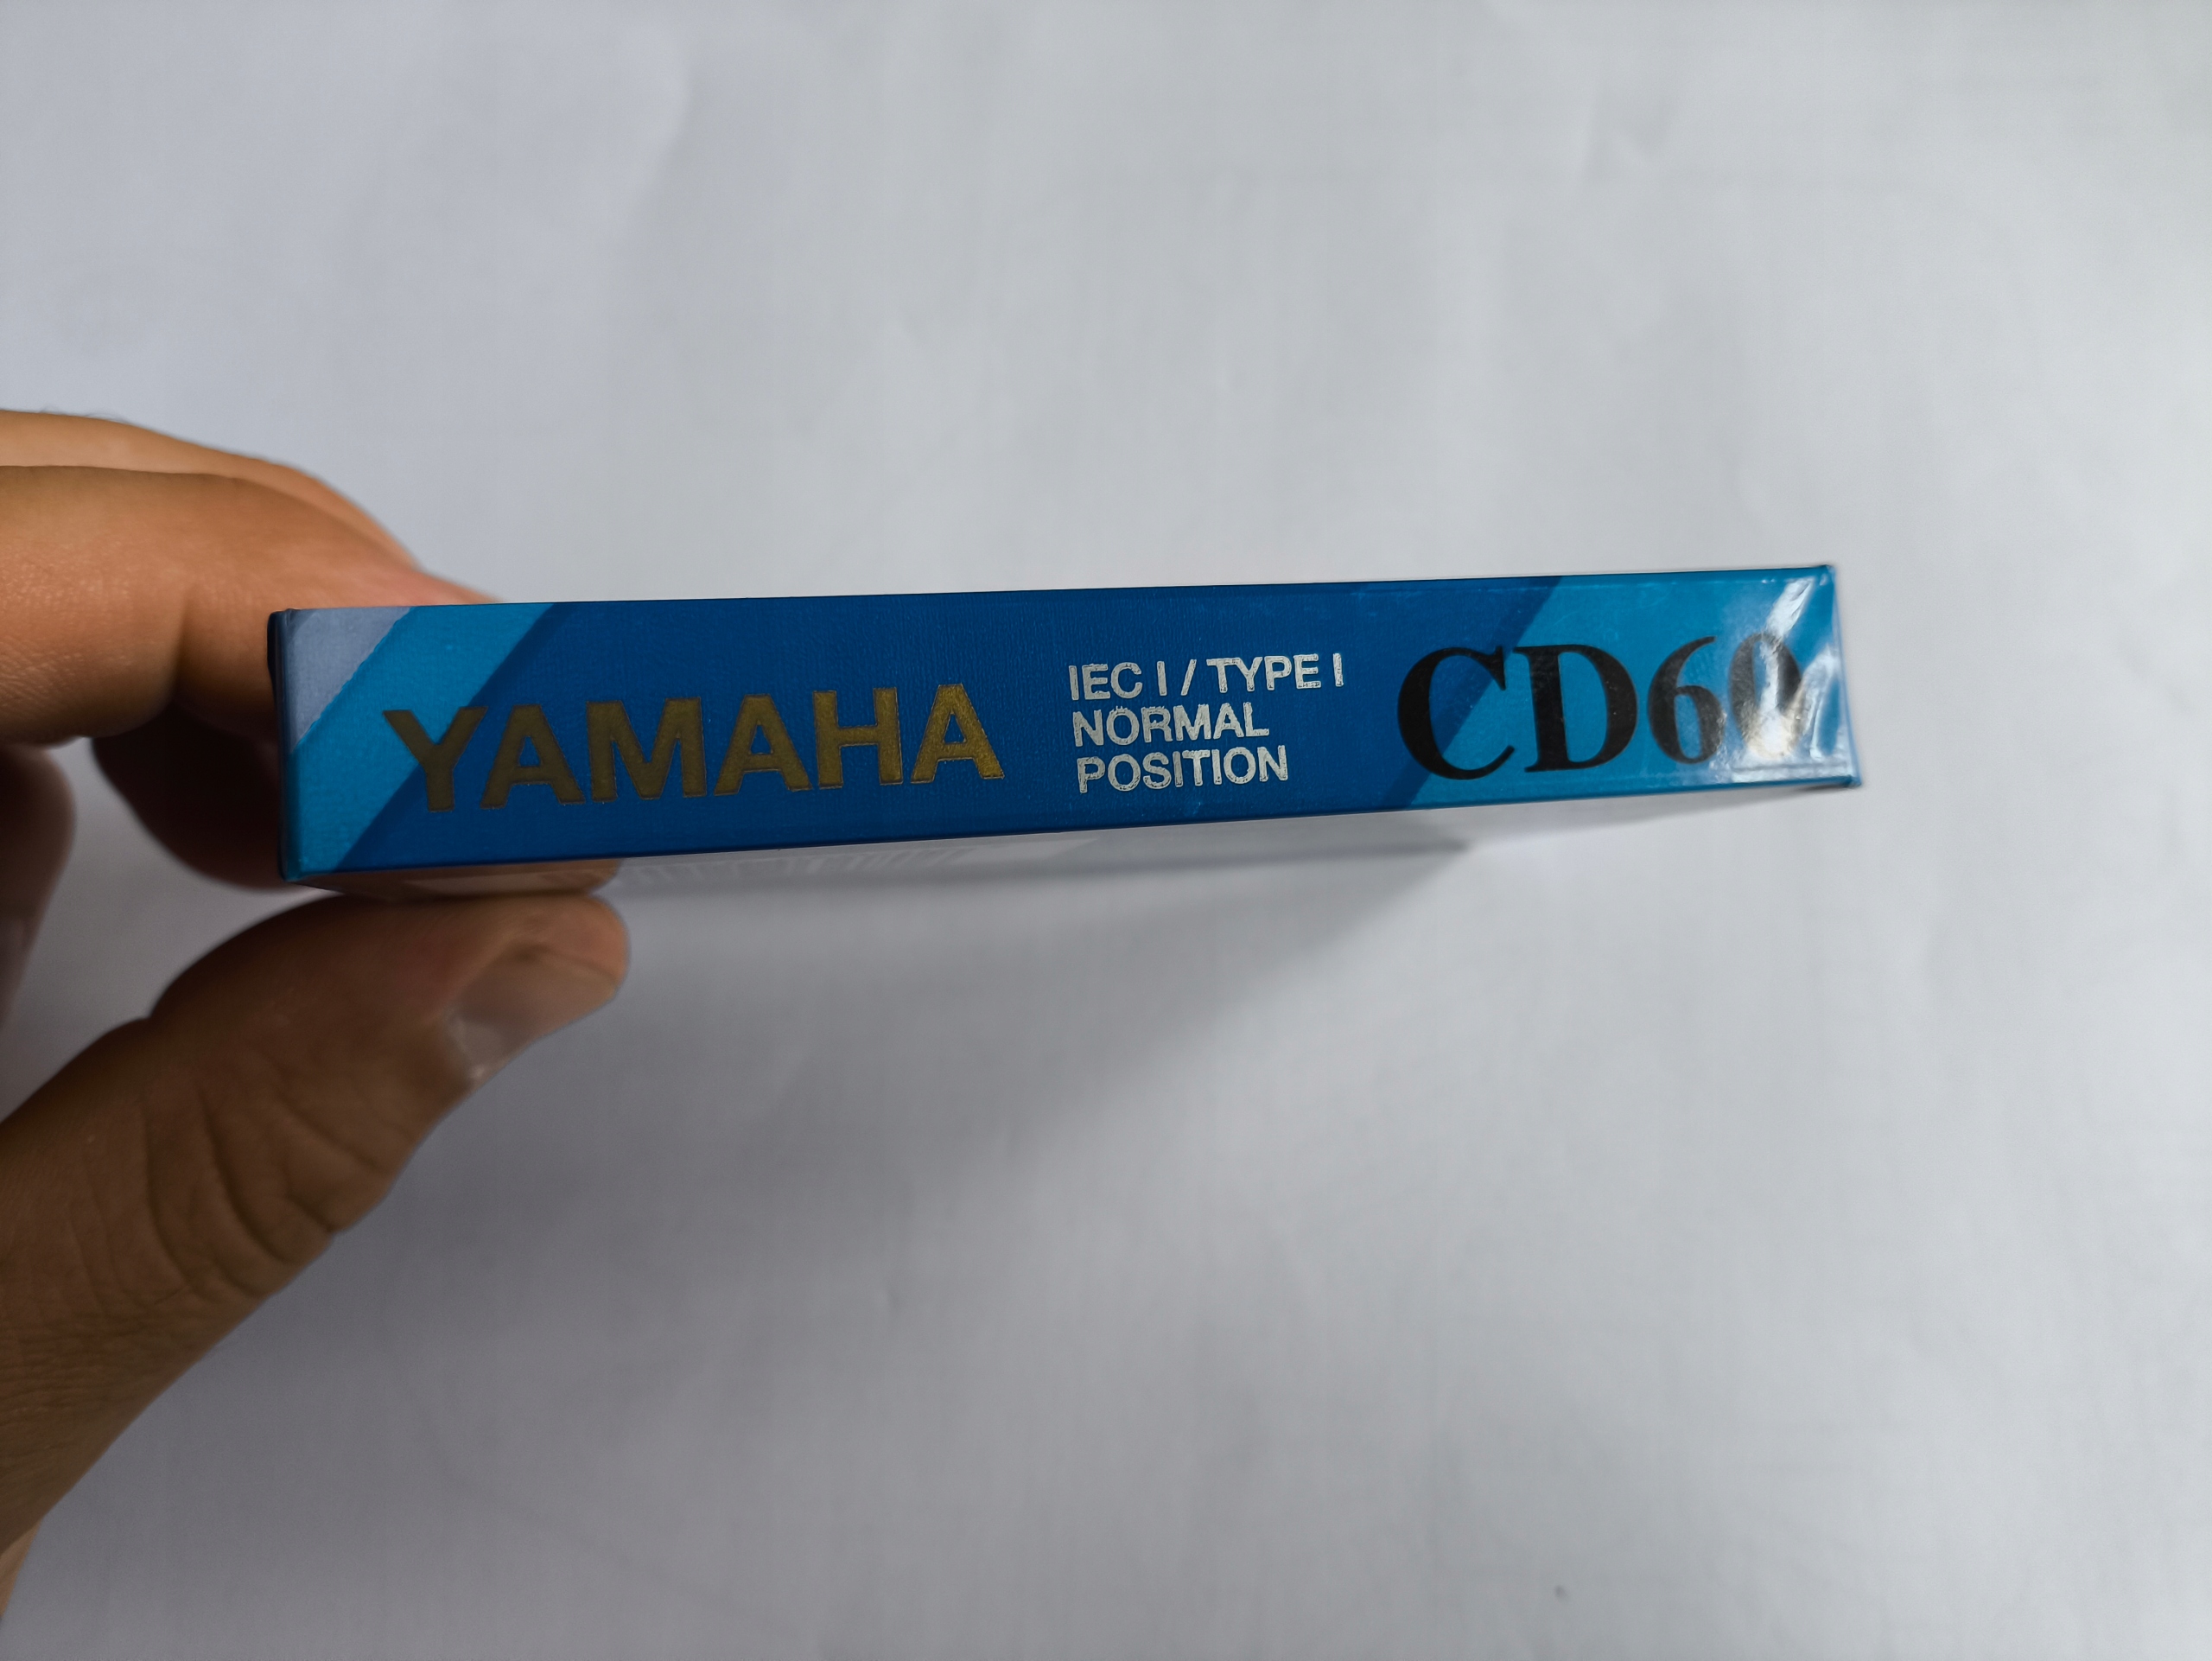 YAMAHA
IEC I / TYPE I
NORMAL
POSITION
CD60